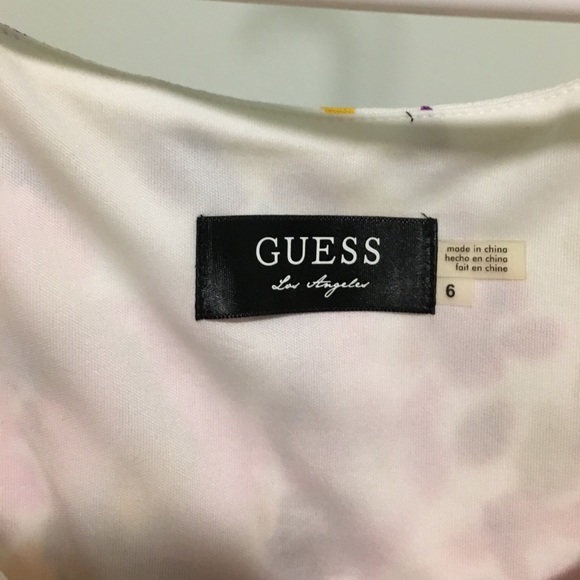 GUESS
Los Angeles
made in china
hecho en china
fait en chine
6